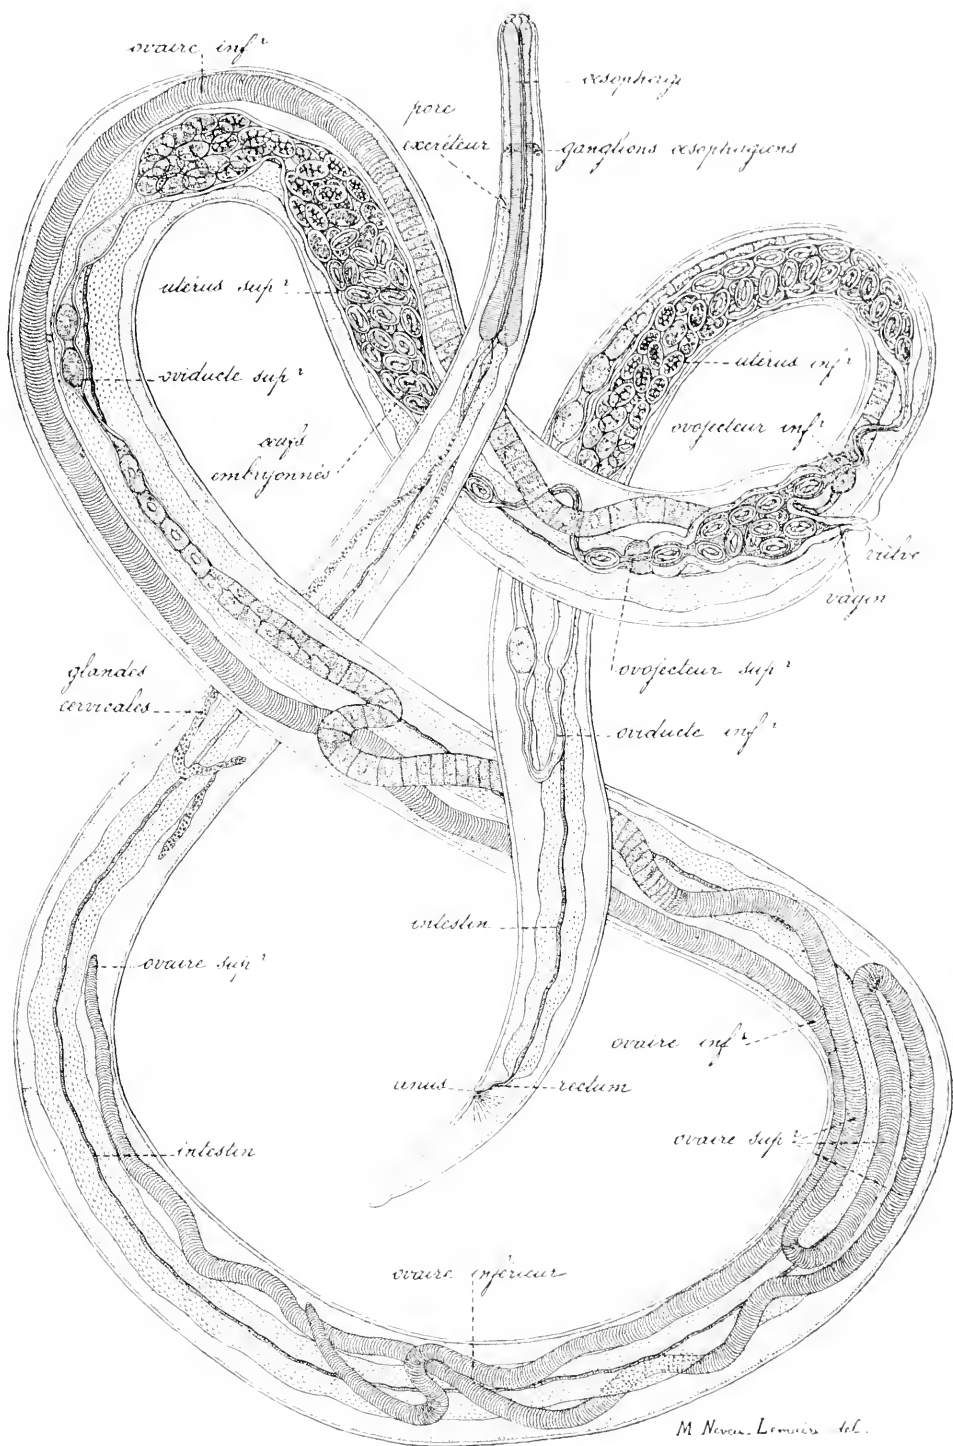 ovaire infʳ
œsophage
pore
excréteur
ganglions œsophagiens
utérus supʳ
utérus infʳ
oviducte supʳ
ovojecteur infʳ
œufs
embryonnés
vulve
vagin
glandes
cervicales
ovojecteur supʳ
oviducte infʳ
intestin
ovaire supʳ
ovaire infʳ
anus
rectum
ovaire supʳ
intestin
ovaire inférieur
M Neveu-Lemaire del.